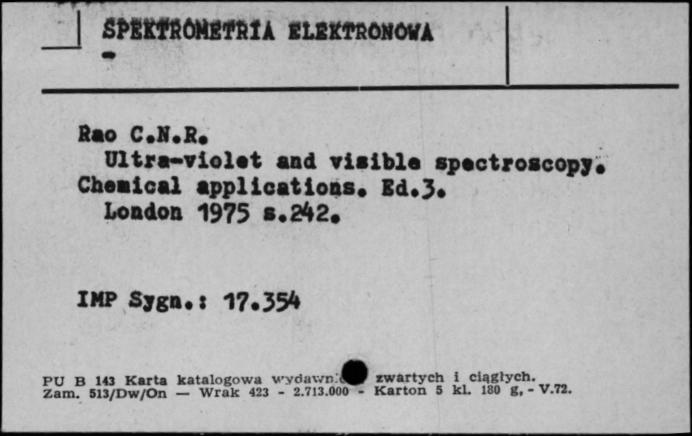 SPEKTROMETRIA ELEKTRONOWA
-
Rao C.N.R.
Ultra-violet and visible spectroscopy.
Chemical applications. Ed.3.
London 1975 s.242.
IMP Sygn.: 17.354
PU B 143 Karta katalogowa zwartych i ciągłych.
Zam. 513/Dw/On — Wrak 423 - 2.713.000 - Karton 5 kl. 180 g, - V.72.